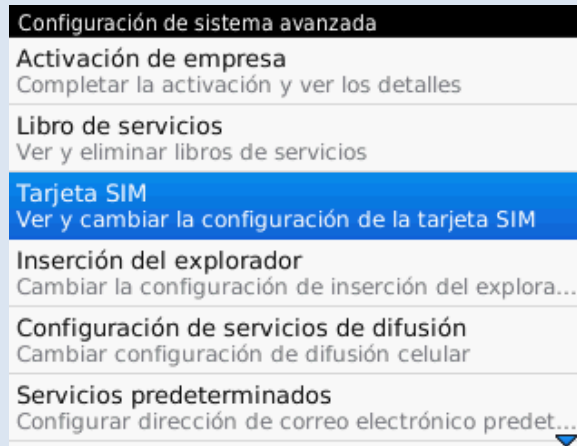 Configuración de sistema avanzada
Activación de empresa
Completar la activación y ver los detalles
Libro de servicios
Ver y eliminar libros de servicios
Tarjeta SIM
Ver y cambiar la configuración de la tarjeta SIM
Inserción del explorador
Cambiar la configuración de inserción del explora...
Configuración de servicios de difusión
Cambiar configuración de difusión celular
Servicios predeterminados
Configurar dirección de correo electrónico predet...